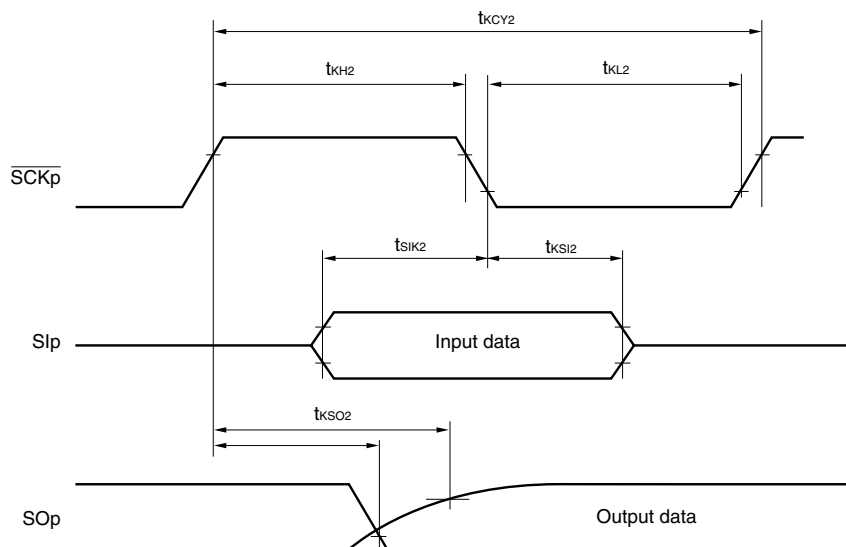 tKCY2
tKH2
tKL2
SCKp
tSIK2
tKSI2
SIp
Input data
tKSO2
SOp
Output data